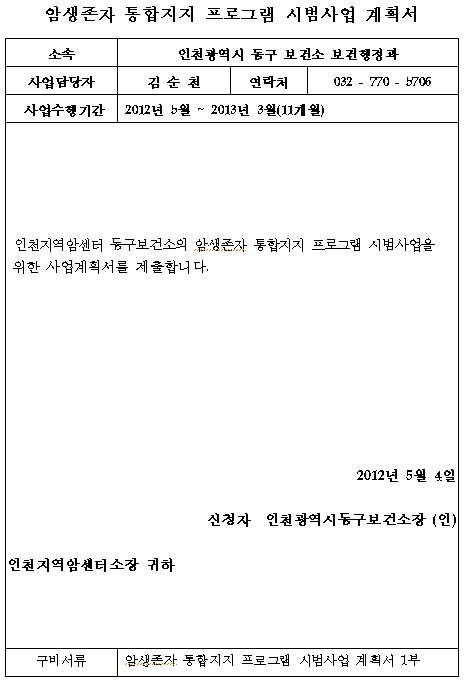 암생존자 통합지지 프로그램 시범사업 계획서
소속 인천광역시 동구 보건소 보건행정과
사업담당자 김 순 천 연락처 032 - 770 - 5706
사업수행기간 2012년 5월 ~ 2013년 3월(11개월)
인천지역암센터 동구보건소의 암생존자 통합지지 프로그램 시범사업을
위한 사업계획서를 제출합니다.
2012년 5월 4일
신청자 인천광역시동구보건소장 (인)
인천지역암센터소장 귀하
구비서류 암생존자 통합지지 프로그램 시범사업 계획서 1부